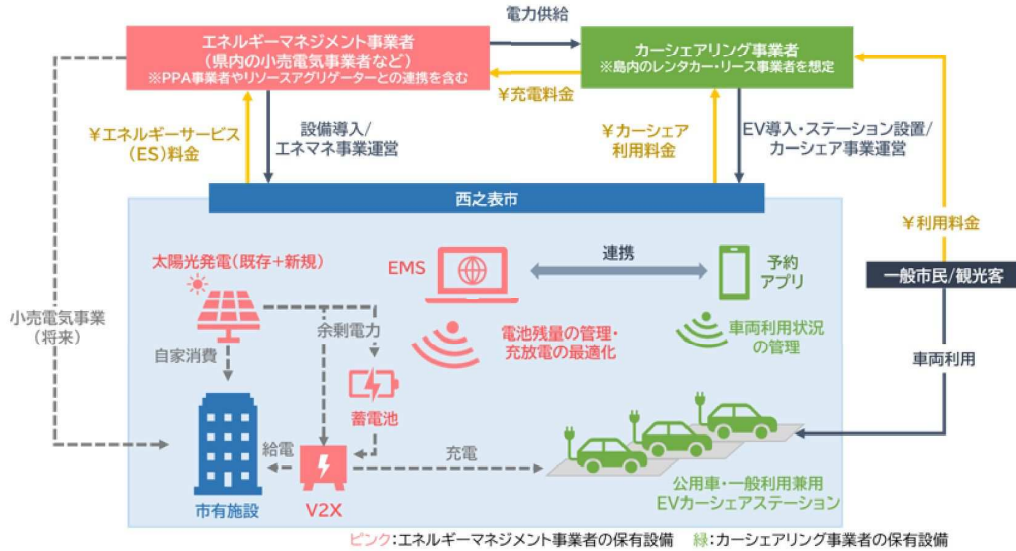 電力供給
エネルギーマネジメント事業者
(県内の小売電気事業者など)
※PPA事業者やリソースアグリゲーターとの連携を含む
カーシェアリング事業者
※島内のレンタカー・リース事業者を想定
¥充電料金
¥エネルギーサービス
(ES)料金
設備導入/
エネマネ事業運営
¥カーシェア
利用料金
EV導入・ステーション設置/
カーシェア事業運営
西之表市
¥利用料金
太陽光発電(既存+新規)
EMS
連携
予約
アプリ
一般市民/観光客
小売電気事業
(将来)
余剰電力
電池残量の管理・
充放電の最適化
車両利用状況
の管理
自家消費
車両利用
蓄電池
給電
充電
市有施設
V2X
公用車・一般利用兼用
EVカーシェアステーション
ピンク:エネルギーマネジメント事業者の保有設備 緑:カーシェアリング事業者の保有設備